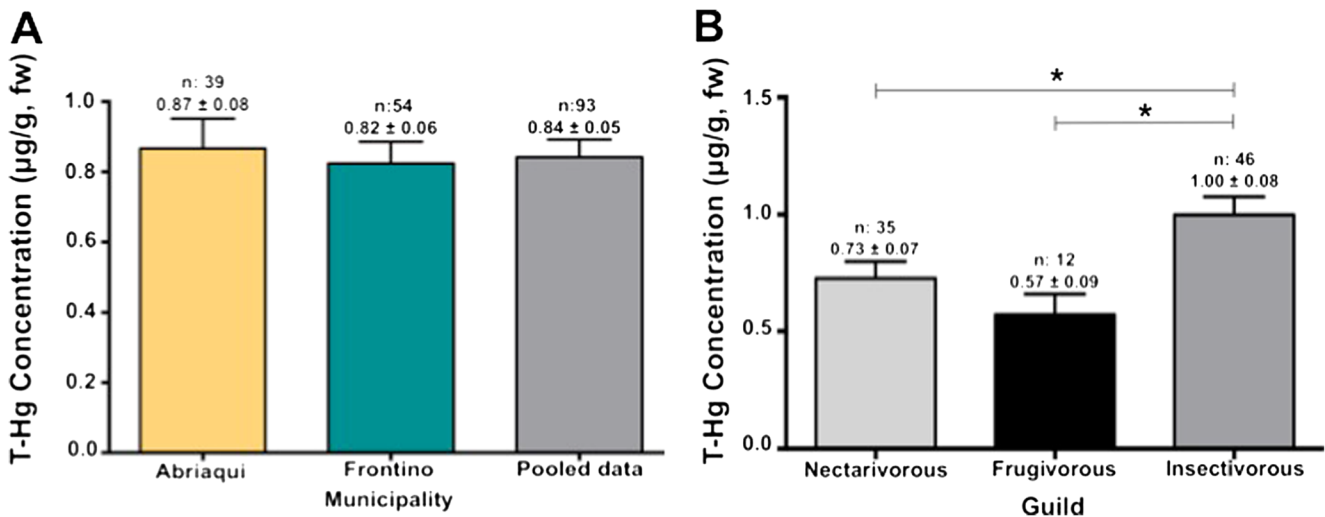 A
T-Hg Concentration (µg/g, fw)
1.0
0.8
0.6
0.4
0.2
0.0
n: 39
0.87 ± 0.08
n:54
0.82 ± 0.06
n:93
0.84 ± 0.05
Abriaqui
Frontino
Pooled data
Municipality
B
T-Hg Concentration (µg/g, fw)
1.5
1.0
0.5
0.0
*
*
n: 35
0.73 ± 0.07
n: 12
0.57 ± 0.09
n: 46
1.00 ± 0.08
Nectarivorous
Frugivorous
Insectivorous
Guild